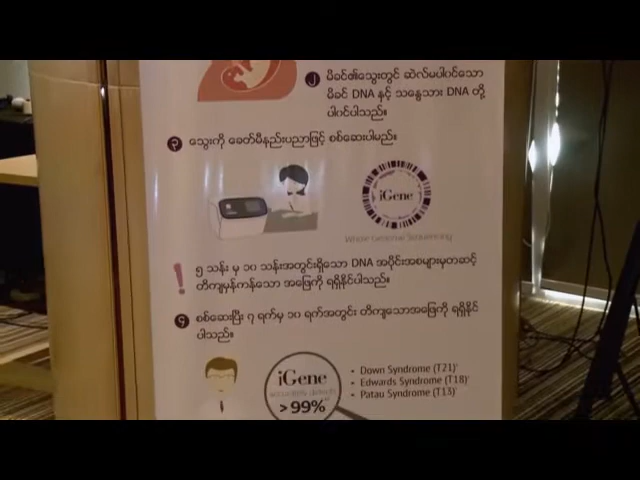 ၂ မိခင်၏သွေးတွင် ဆဲလ်မပါဝင်သော
မိခင် DNA နှင့် သန္ဓေသား DNA တို့
ပါဝင်ပါသည်။
၃ သွေးကို ခေတ်မီနည်းပညာဖြင့် စစ်ဆေးပါမည်။
iGene
Whole Genome Sequencing
! ၅ သန်း မှ ၁၀ သန်းအတွင်းရှိသော DNA အပိုင်းအစများမှတဆင့်
တိကျမှန်ကန်သော အဖြေကို ရရှိနိုင်ပါသည်။
၄ စစ်ဆေးပြီး ၇ ရက်မှ ၁၀ ရက်အတွင်း တိကျသောအဖြေကို ရရှိနိုင်
ပါသည်။
iGene
>99%
• Down Syndrome (T21)
• Edwards Syndrome (T18)
• Patau Syndrome (T13)